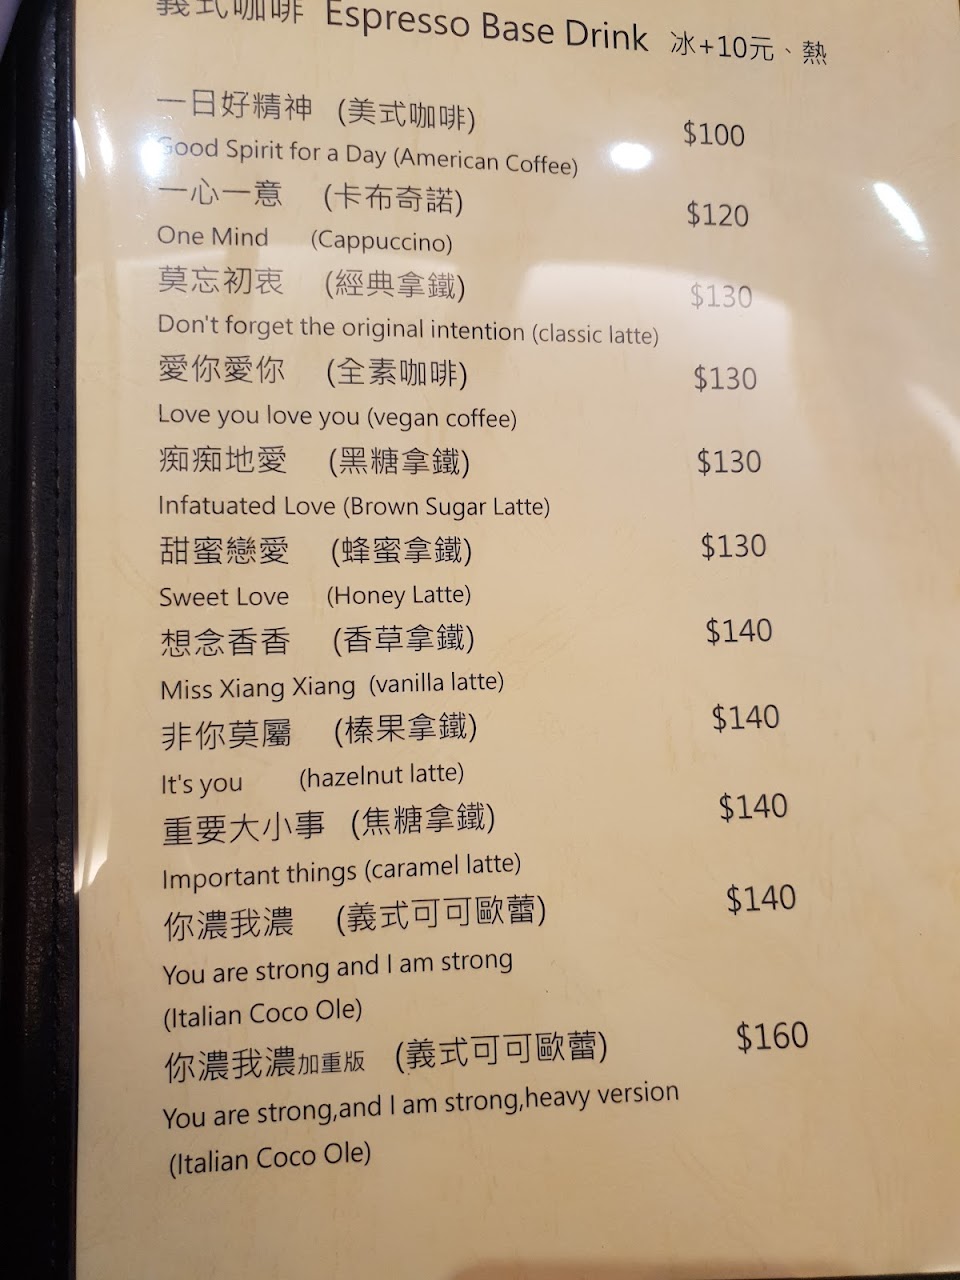 義式咖啡 Espresso Base Drink 冰+10元、熱
一日好精神 (美式咖啡) $100
Good Spirit for a Day (American Coffee)
一心一意 (卡布奇諾) $120
One Mind (Cappuccino)
莫忘初衷 (經典拿鐵) $130
Don't forget the original intention (classic latte)
愛你愛你 (全素咖啡) $130
Love you love you (vegan coffee)
痴痴地愛 (黑糖拿鐵) $130
Infatuated Love (Brown Sugar Latte)
甜蜜戀愛 (蜂蜜拿鐵) $130
Sweet Love (Honey Latte)
想念香香 (香草拿鐵) $140
Miss Xiang Xiang (vanilla latte)
非你莫屬 (榛果拿鐵) $140
It's you (hazelnut latte)
重要大小事 (焦糖拿鐵) $140
Important things (caramel latte)
你濃我濃 (義式可可歐蕾) $140
You are strong and I am strong
(Italian Coco Ole)
你濃我濃加重版 (義式可可歐蕾) $160
You are strong,and I am strong,heavy version
(Italian Coco Ole)